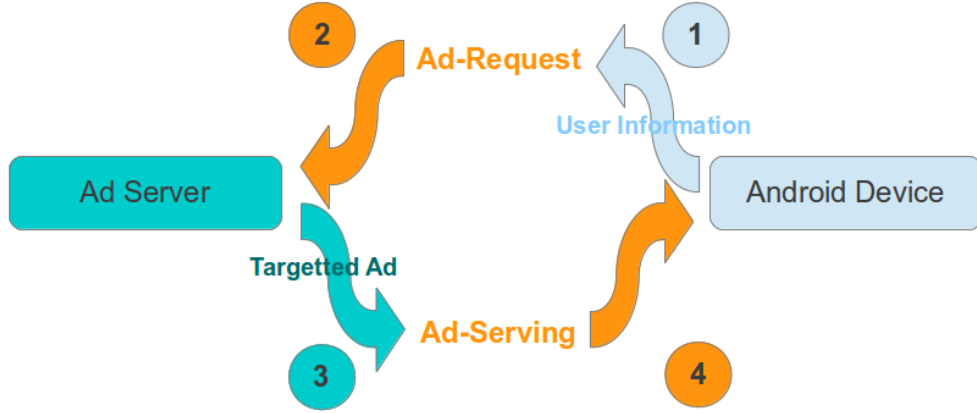 2
1
Ad-Request
User Information
Ad Server
Android Device
Targetted Ad
Ad-Serving
3
4